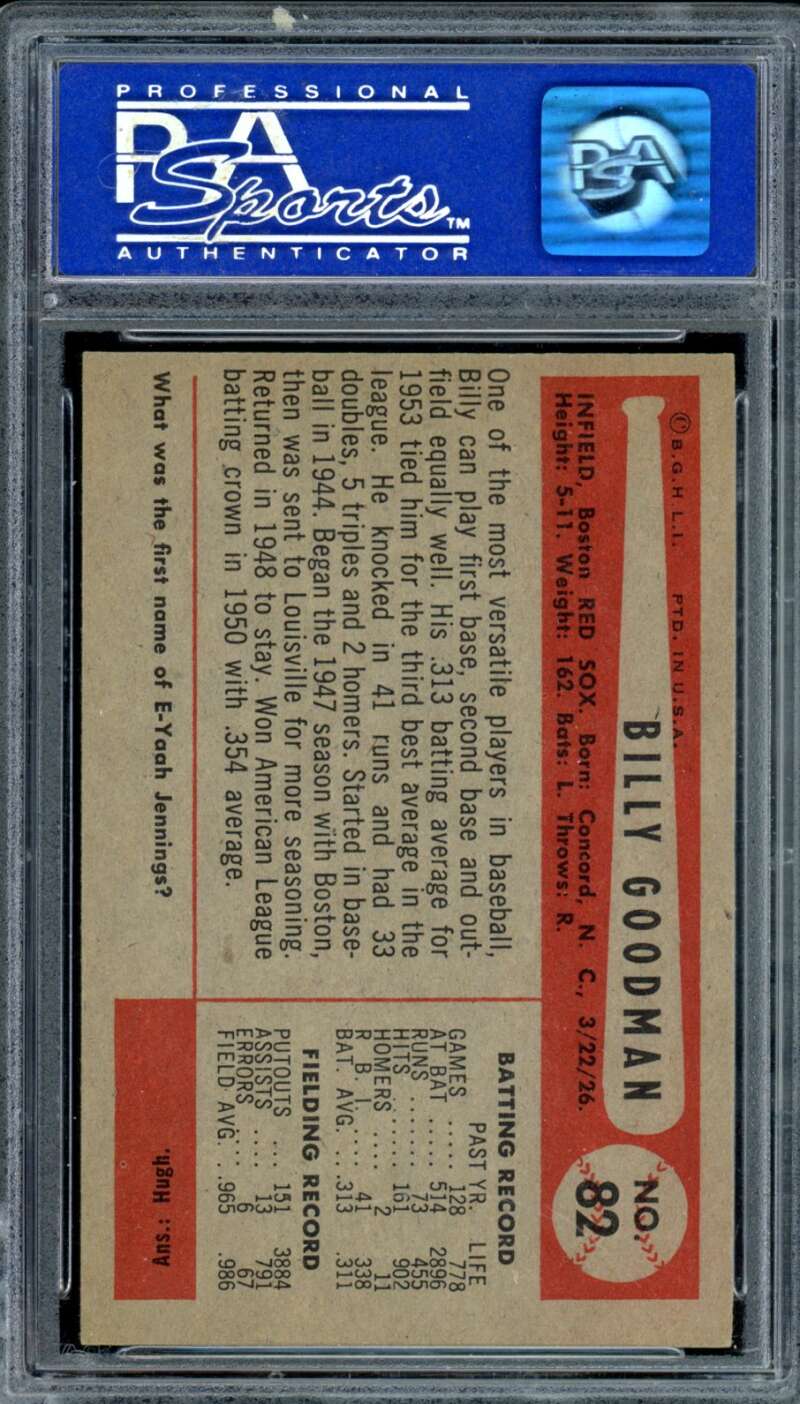 PROFESSIONAL
PSA
Sports™
AUTHENTICATOR
PSA
© B.G.H L.I. PTD. IN U.S.A.
BILLY GOODMAN
NO.
82
INFIELD, Boston RED SOX. Born: Concord, N. C., 3/22/26.
Height: 5-11. Weight: 162. Bats: L. Throws: R.
One of the most versatile players in baseball,
Billy can play first base, second base and out-
field equally well. His .313 batting average for
1953 tied him for the third best average in the
league. He knocked in 41 runs and had 33
doubles, 5 triples and 2 homers. Started in base-
ball in 1944. Began the 1947 season with Boston,
then was sent to Louisville for more seasoning.
Returned in 1948 to stay. Won American League
batting crown in 1950 with .354 average.
BATTING RECORD
PAST YR. LIFE
GAMES ..... 128 778
AT BAT ..... 514 2896
RUNS ...... 73 455
HITS ...... 161 902
HOMERS .... 2 11
R. B. I. .... 41 338
BAT. AVG. .. .313 .311
FIELDING RECORD
PUTOUTS ... 151 3884
ASSISTS .... 13 791
ERRORS .... 6 67
FIELD AVG. . .965 .986
What was the first name of E-Yaah Jennings?
Ans: Hugh.